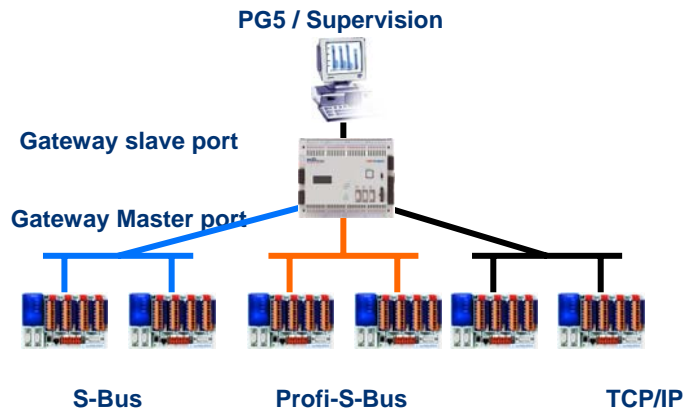 PG5 / Supervision
Gateway slave port
Gateway Master port
S-Bus
Profi-S-Bus
TCP/IP